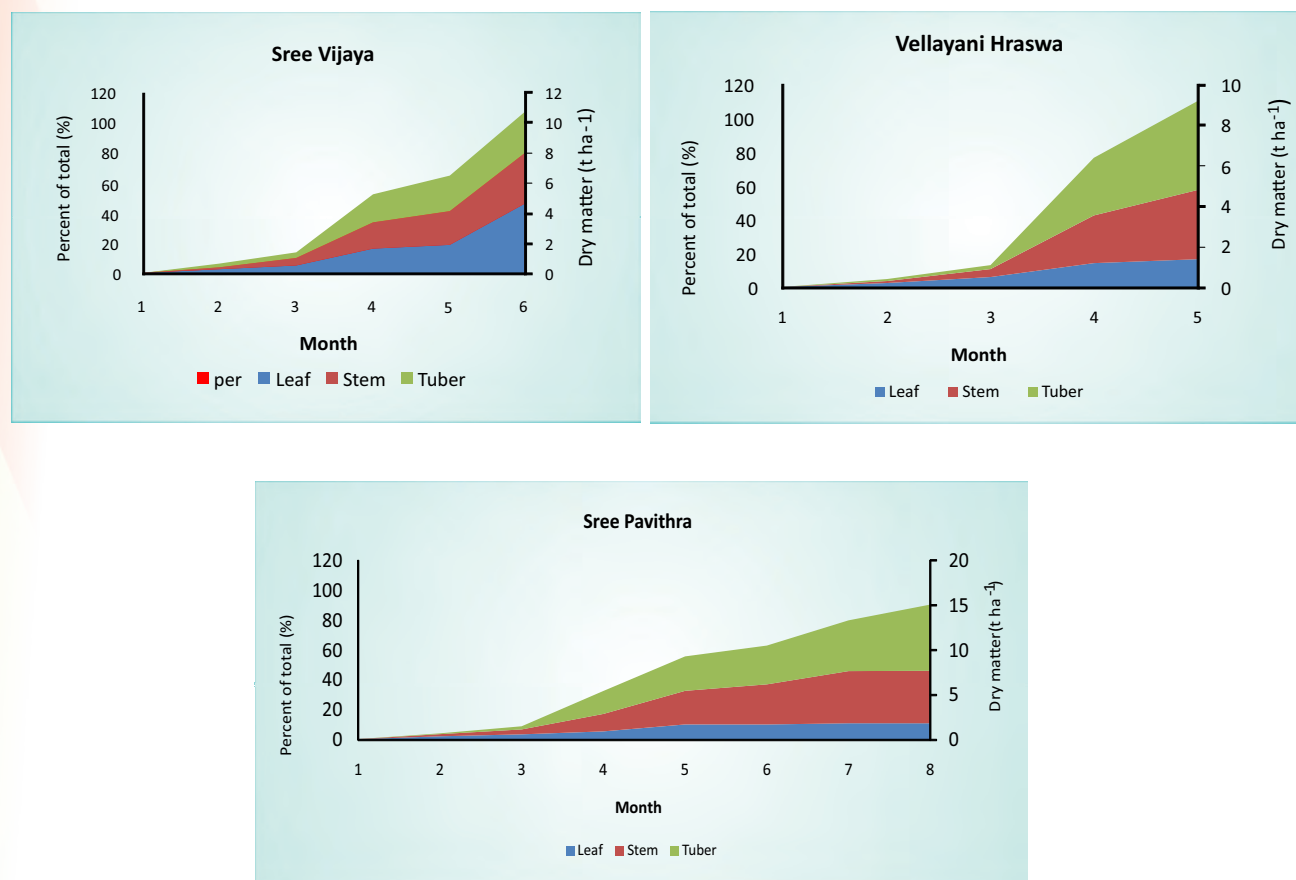 Sree Vijaya
Percent of total (%)
120
100
80
60
40
20
0
12
10
8
6
4
2
0
Dry matter (t ha -1)
1 2 3 4 5 6
Month
per Leaf Stem Tuber
Vellayani Hraswa
Percent of total (%)
120
100
80
60
40
20
0
10
8
6
4
2
0
Dry matter (t ha-1)
1 2 3 4 5
Month
Leaf Stem Tuber
Sree Pavithra
Percent of total (%)
120
100
80
60
40
20
0
20
15
10
5
0
Dry matter(t ha -1)
1 2 3 4 5 6 7 8
Month
Leaf Stem Tuber